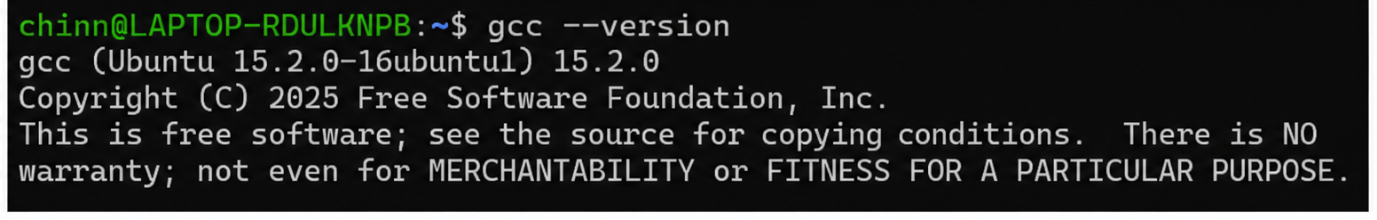 chinn@LAPTOP-RDULKNPB:~$ gcc --version
gcc (Ubuntu 15.2.0-16ubuntu1) 15.2.0
Copyright (C) 2025 Free Software Foundation, Inc.
This is free software; see the source for copying conditions.  There is NO
warranty; not even for MERCHANTABILITY or FITNESS FOR A PARTICULAR PURPOSE.